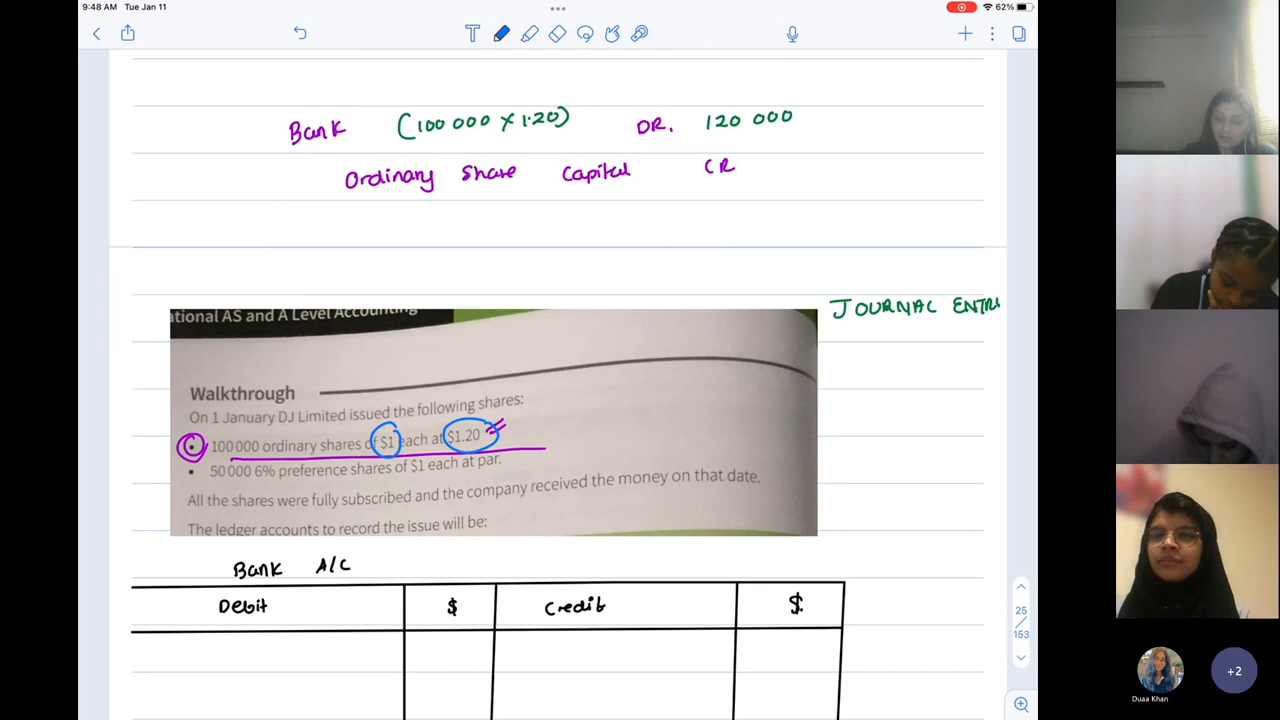 9:48 AM Tue Jan 11
62%
Bank (100 000 x 1.20) DR. 120 000
Ordinary Share Capital CR
JOURNAL ENTRI
ational AS and A Level Accounting
Walkthrough
On 1 January DJ Limited issued the following shares:
• 100 000 ordinary shares of $1 each at $1.20
• 50 000 6% preference shares of $1 each at par.
All the shares were fully subscribed and the company received the money on that date.
The ledger accounts to record the issue will be:
Bank A/C
Debit $ Credit $
25
/
153
Duaa Khan
+2